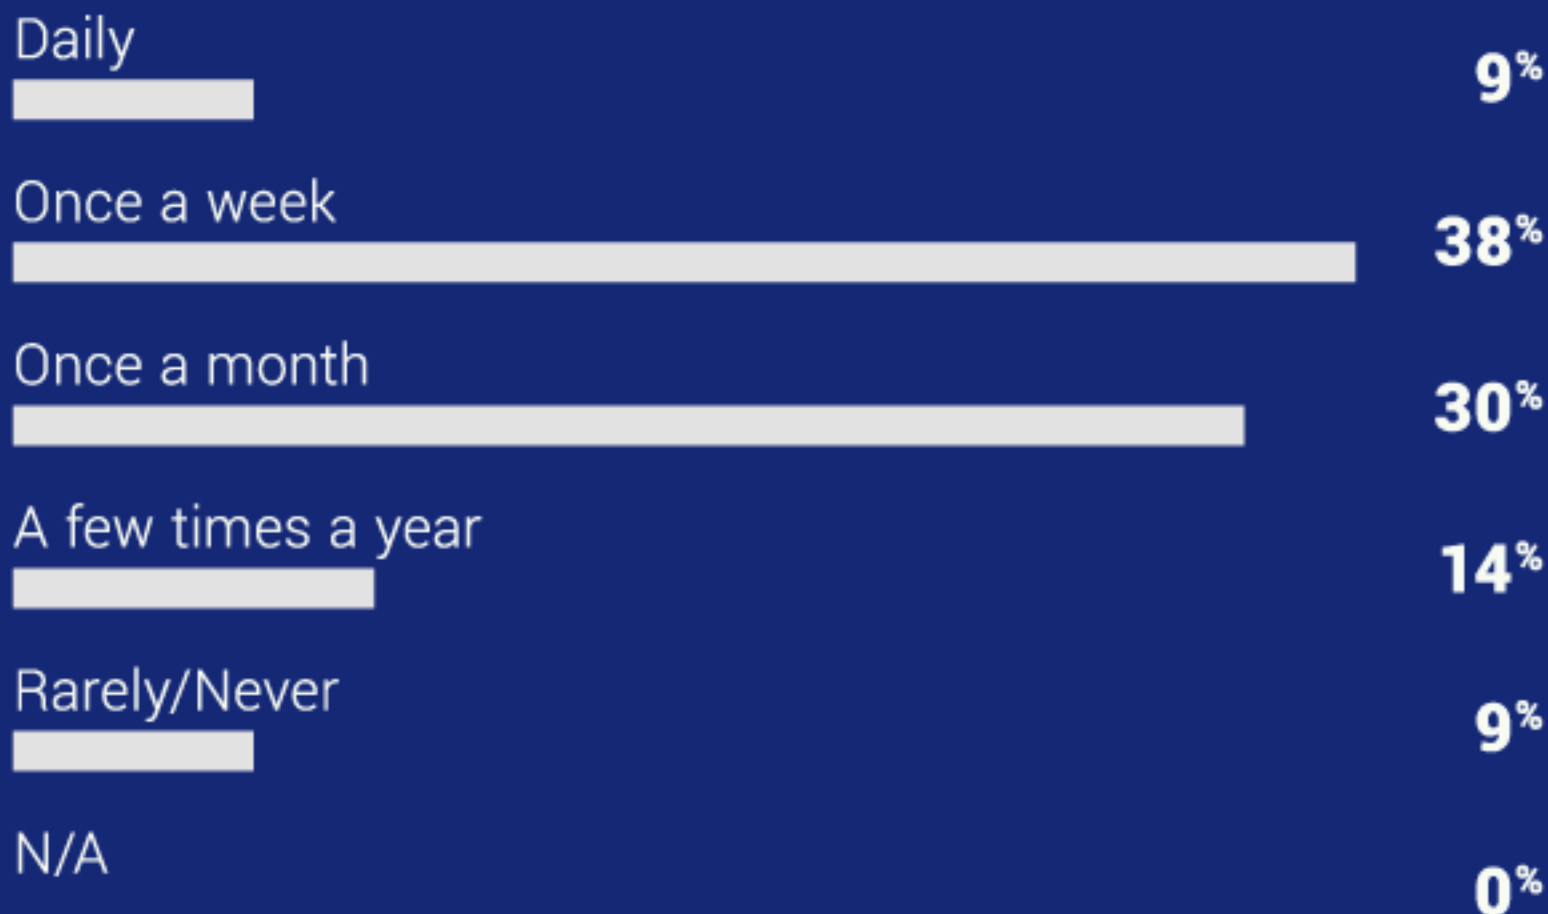 Daily
9%
Once a week
38%
Once a month
30%
A few times a year
14%
Rarely/Never
9%
N/A
0%